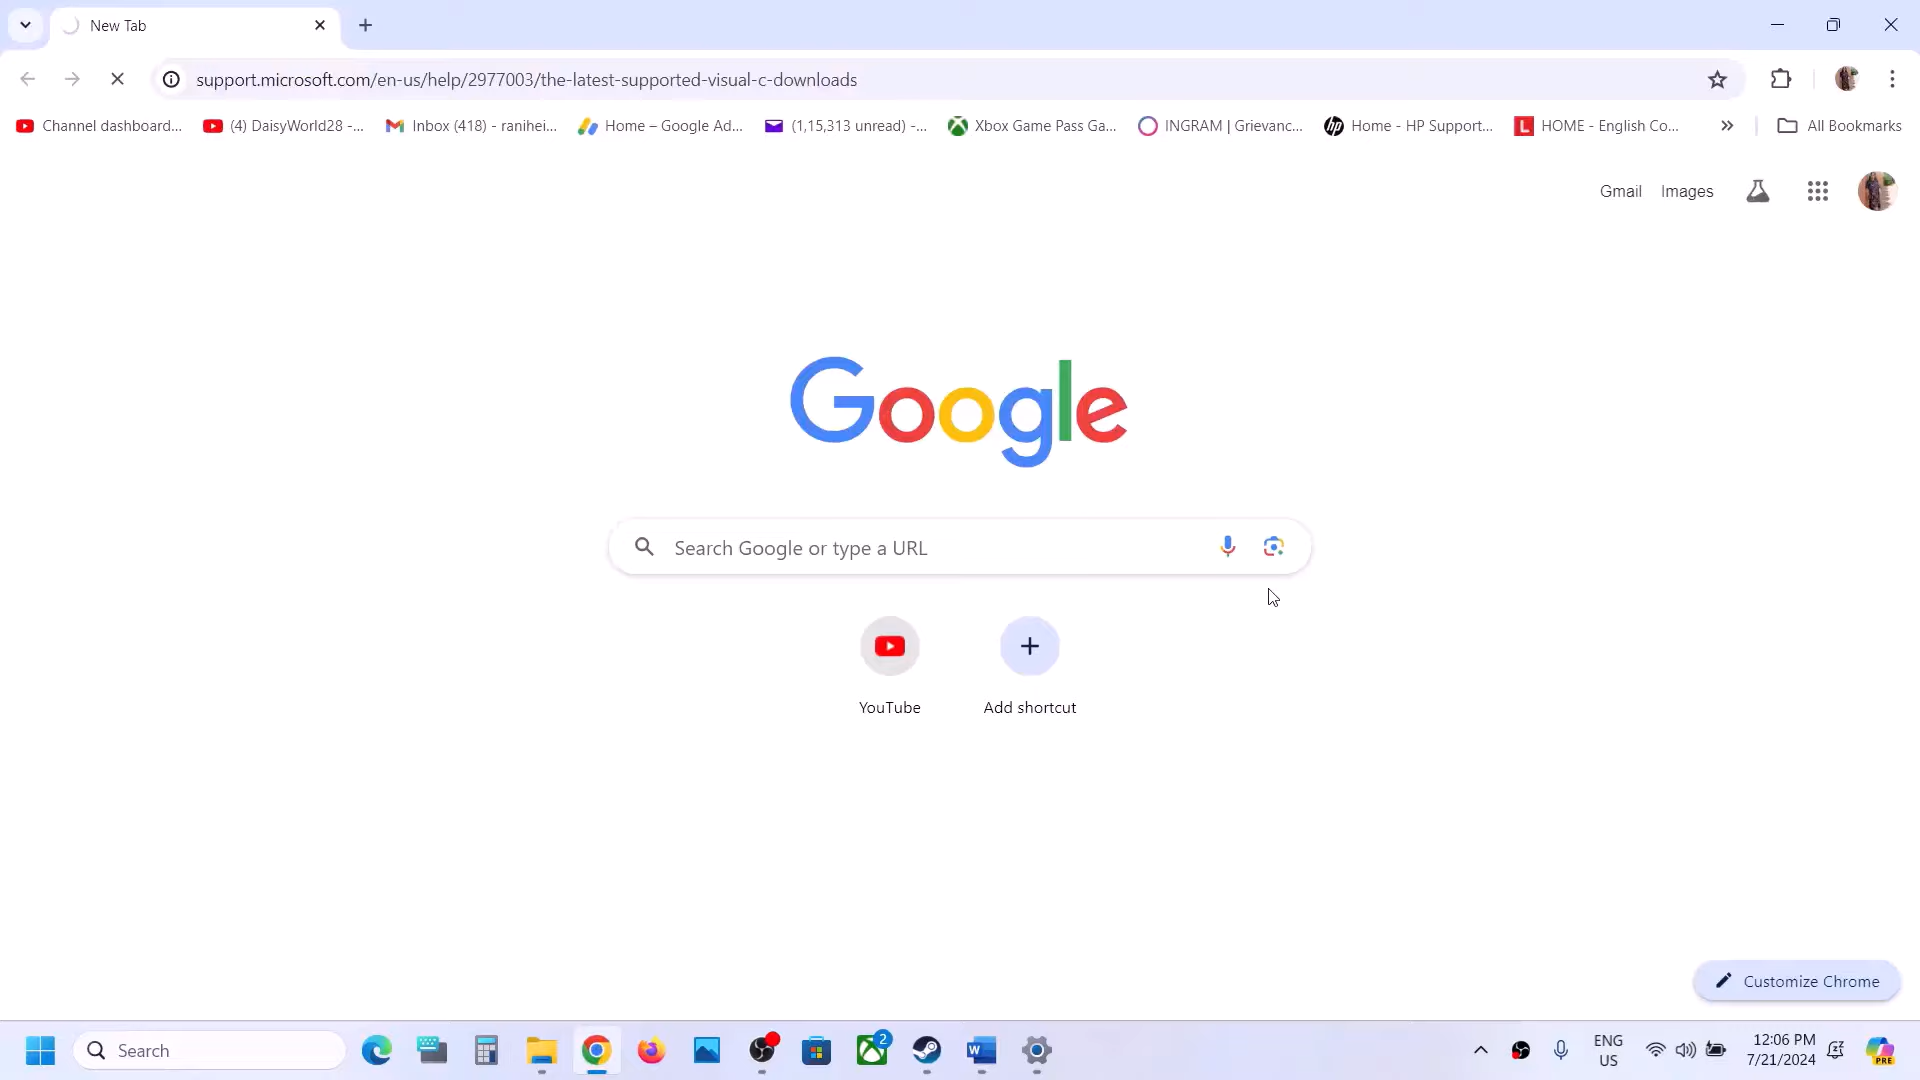 New Tab
support.microsoft.com/en-us/help/2977003/the-latest-supported-visual-c-downloads
Channel dashboard... (4) DaisyWorld28 -... Inbox (418) - ranihei... Home – Google Ad... (1,15,313 unread) -... Xbox Game Pass Ga... INGRAM | Grievanc... hp Home - HP Support... L HOME - English Co... » All Bookmarks
Gmail Images
Google
Search Google or type a URL
YouTube Add shortcut
Customize Chrome
Search
2
W
ENG
US
12:06 PM
7/21/2024
PRE